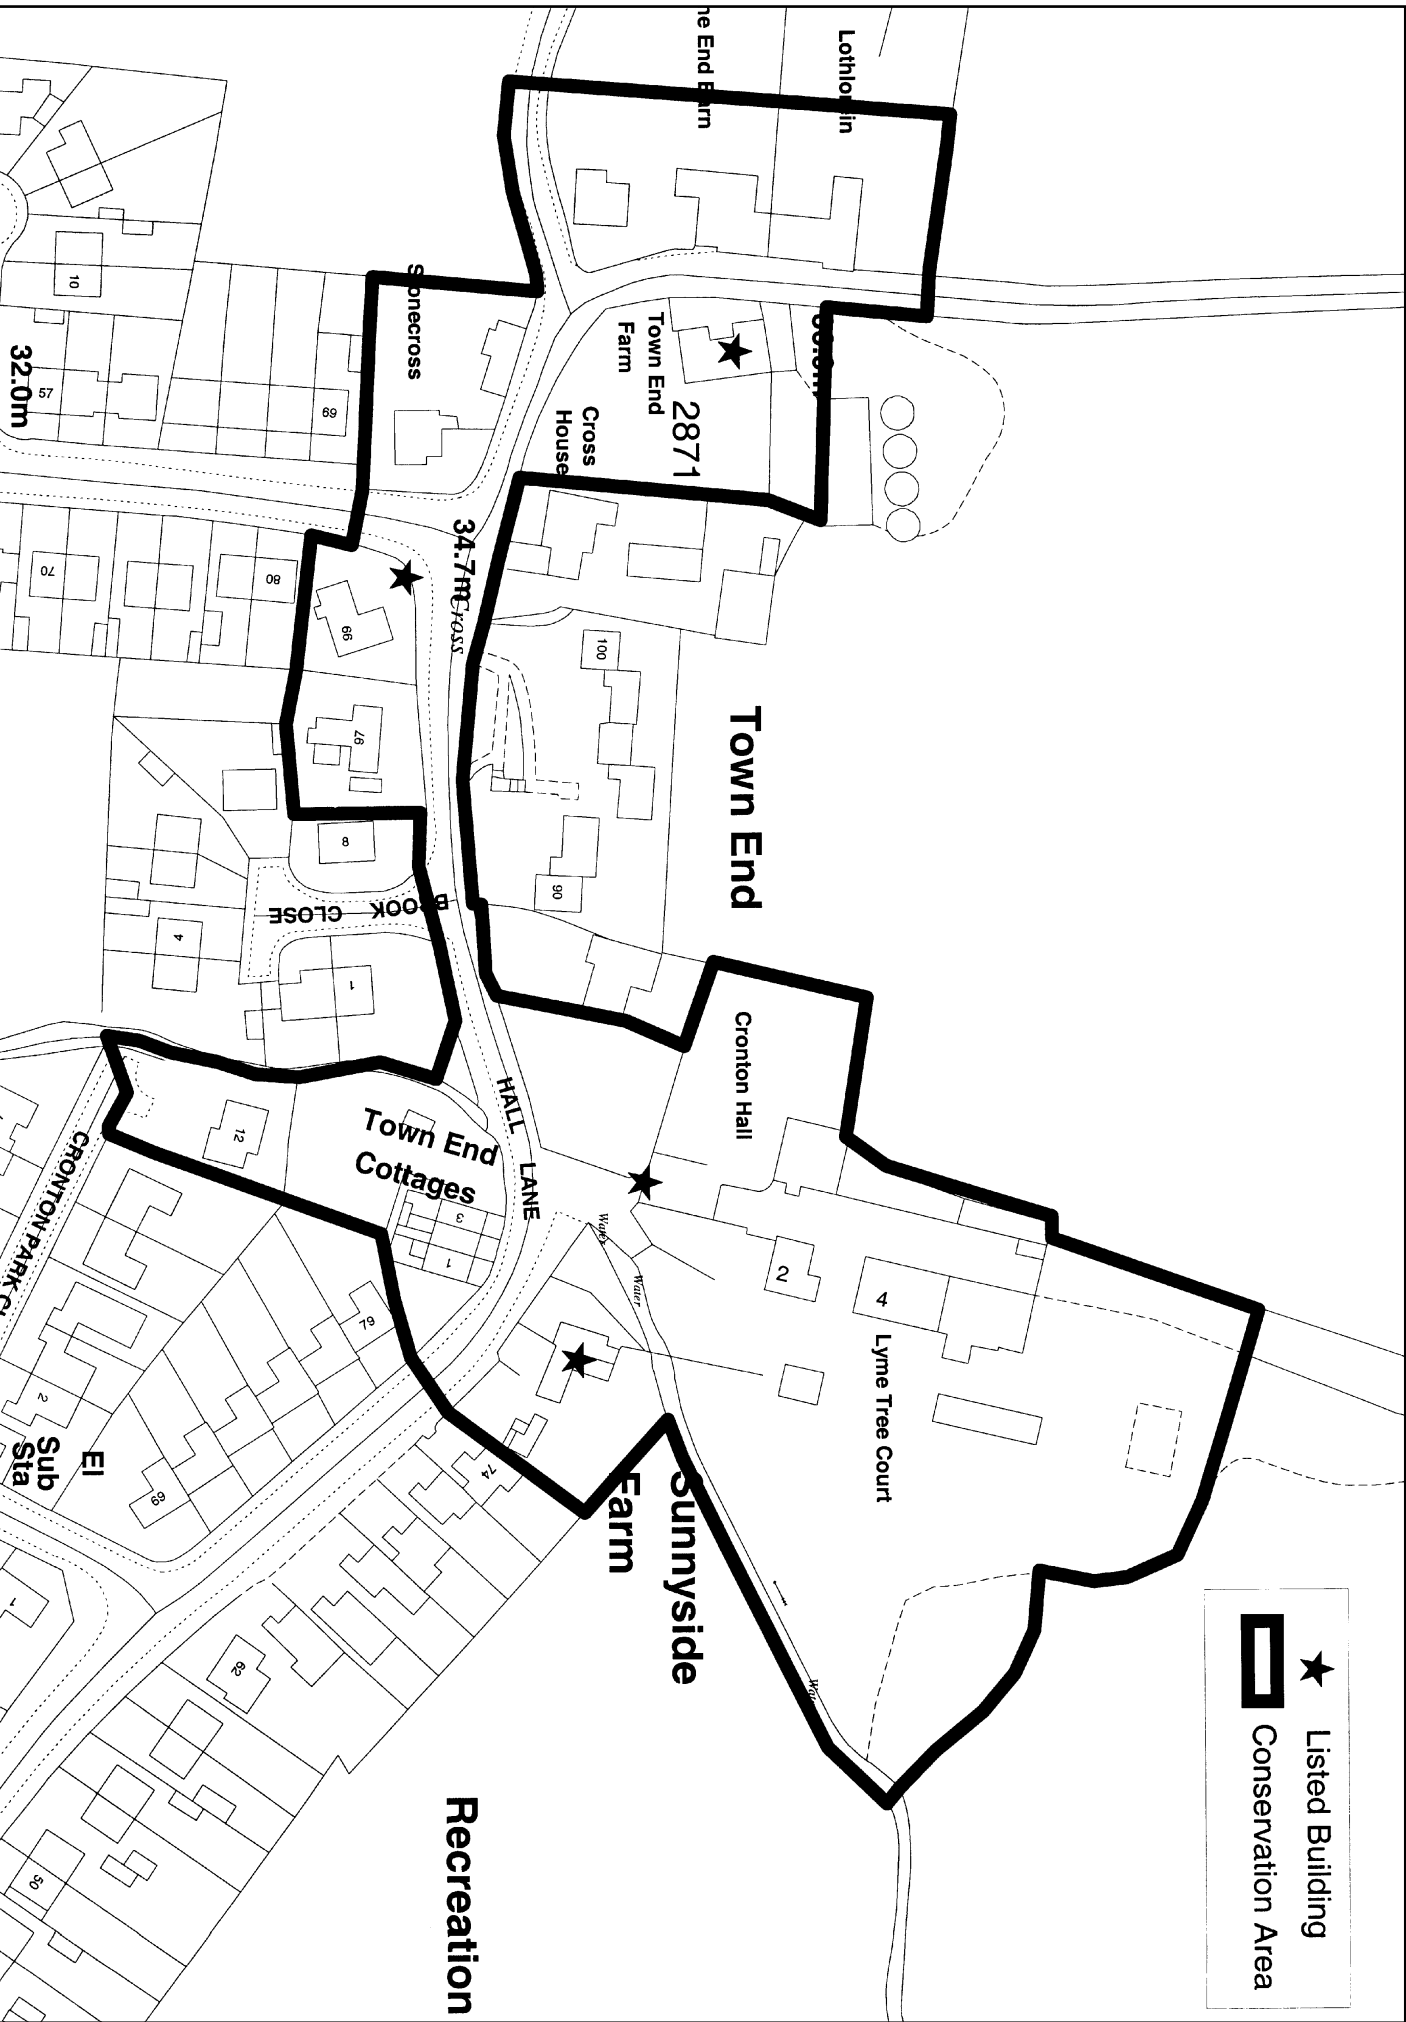 Listed Building
Conservation Area
Lothlorein
Town End
Farm
2871
Cross
House
Stonecross
34.7m
Cross
32.0m
10
57
69
70
80
99
97
100
90
8
BROOK
CLOSE
4
1
Town End
Cronton Hall
HALL
LANE
Town End
Cottages
3
1
12
CRONTON PARK
2
4
Lyme Tree Court
Water
Water
Sunnyside
Farm
79
74
69
2
El
Sub
Sta
1
62
50
Recreation